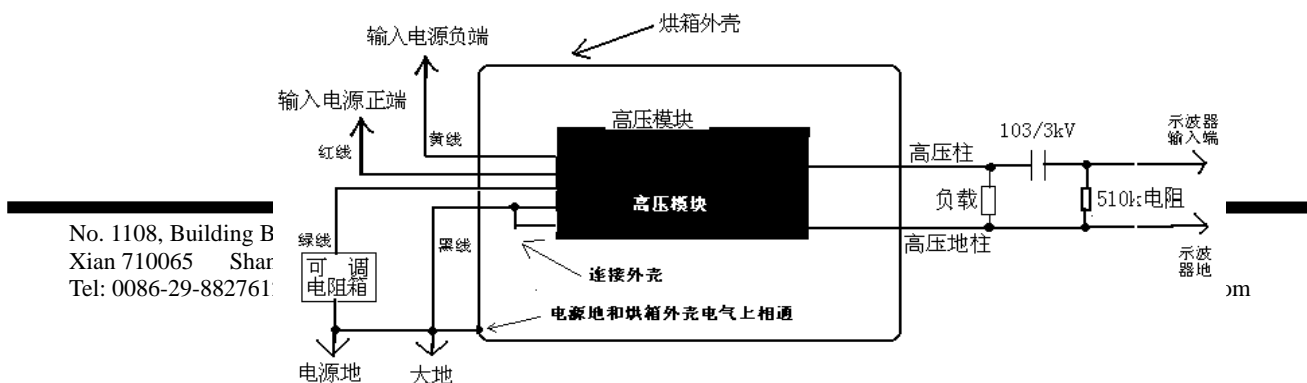 烘箱外壳
输入电源负端
输入电源正端
高压模块
黄线
红线
103/3kV
示波器
输入端
高压柱
高压模块
负载
510k电阻
No. 1108, Building B
绿线
黑线
高压地柱
Xian 710065 Shan
可 调
电阻箱
连接外壳
示波
器地
Tel: 0086-29-882761
om
电源地和烘箱外壳电气上相通
电源地
大地